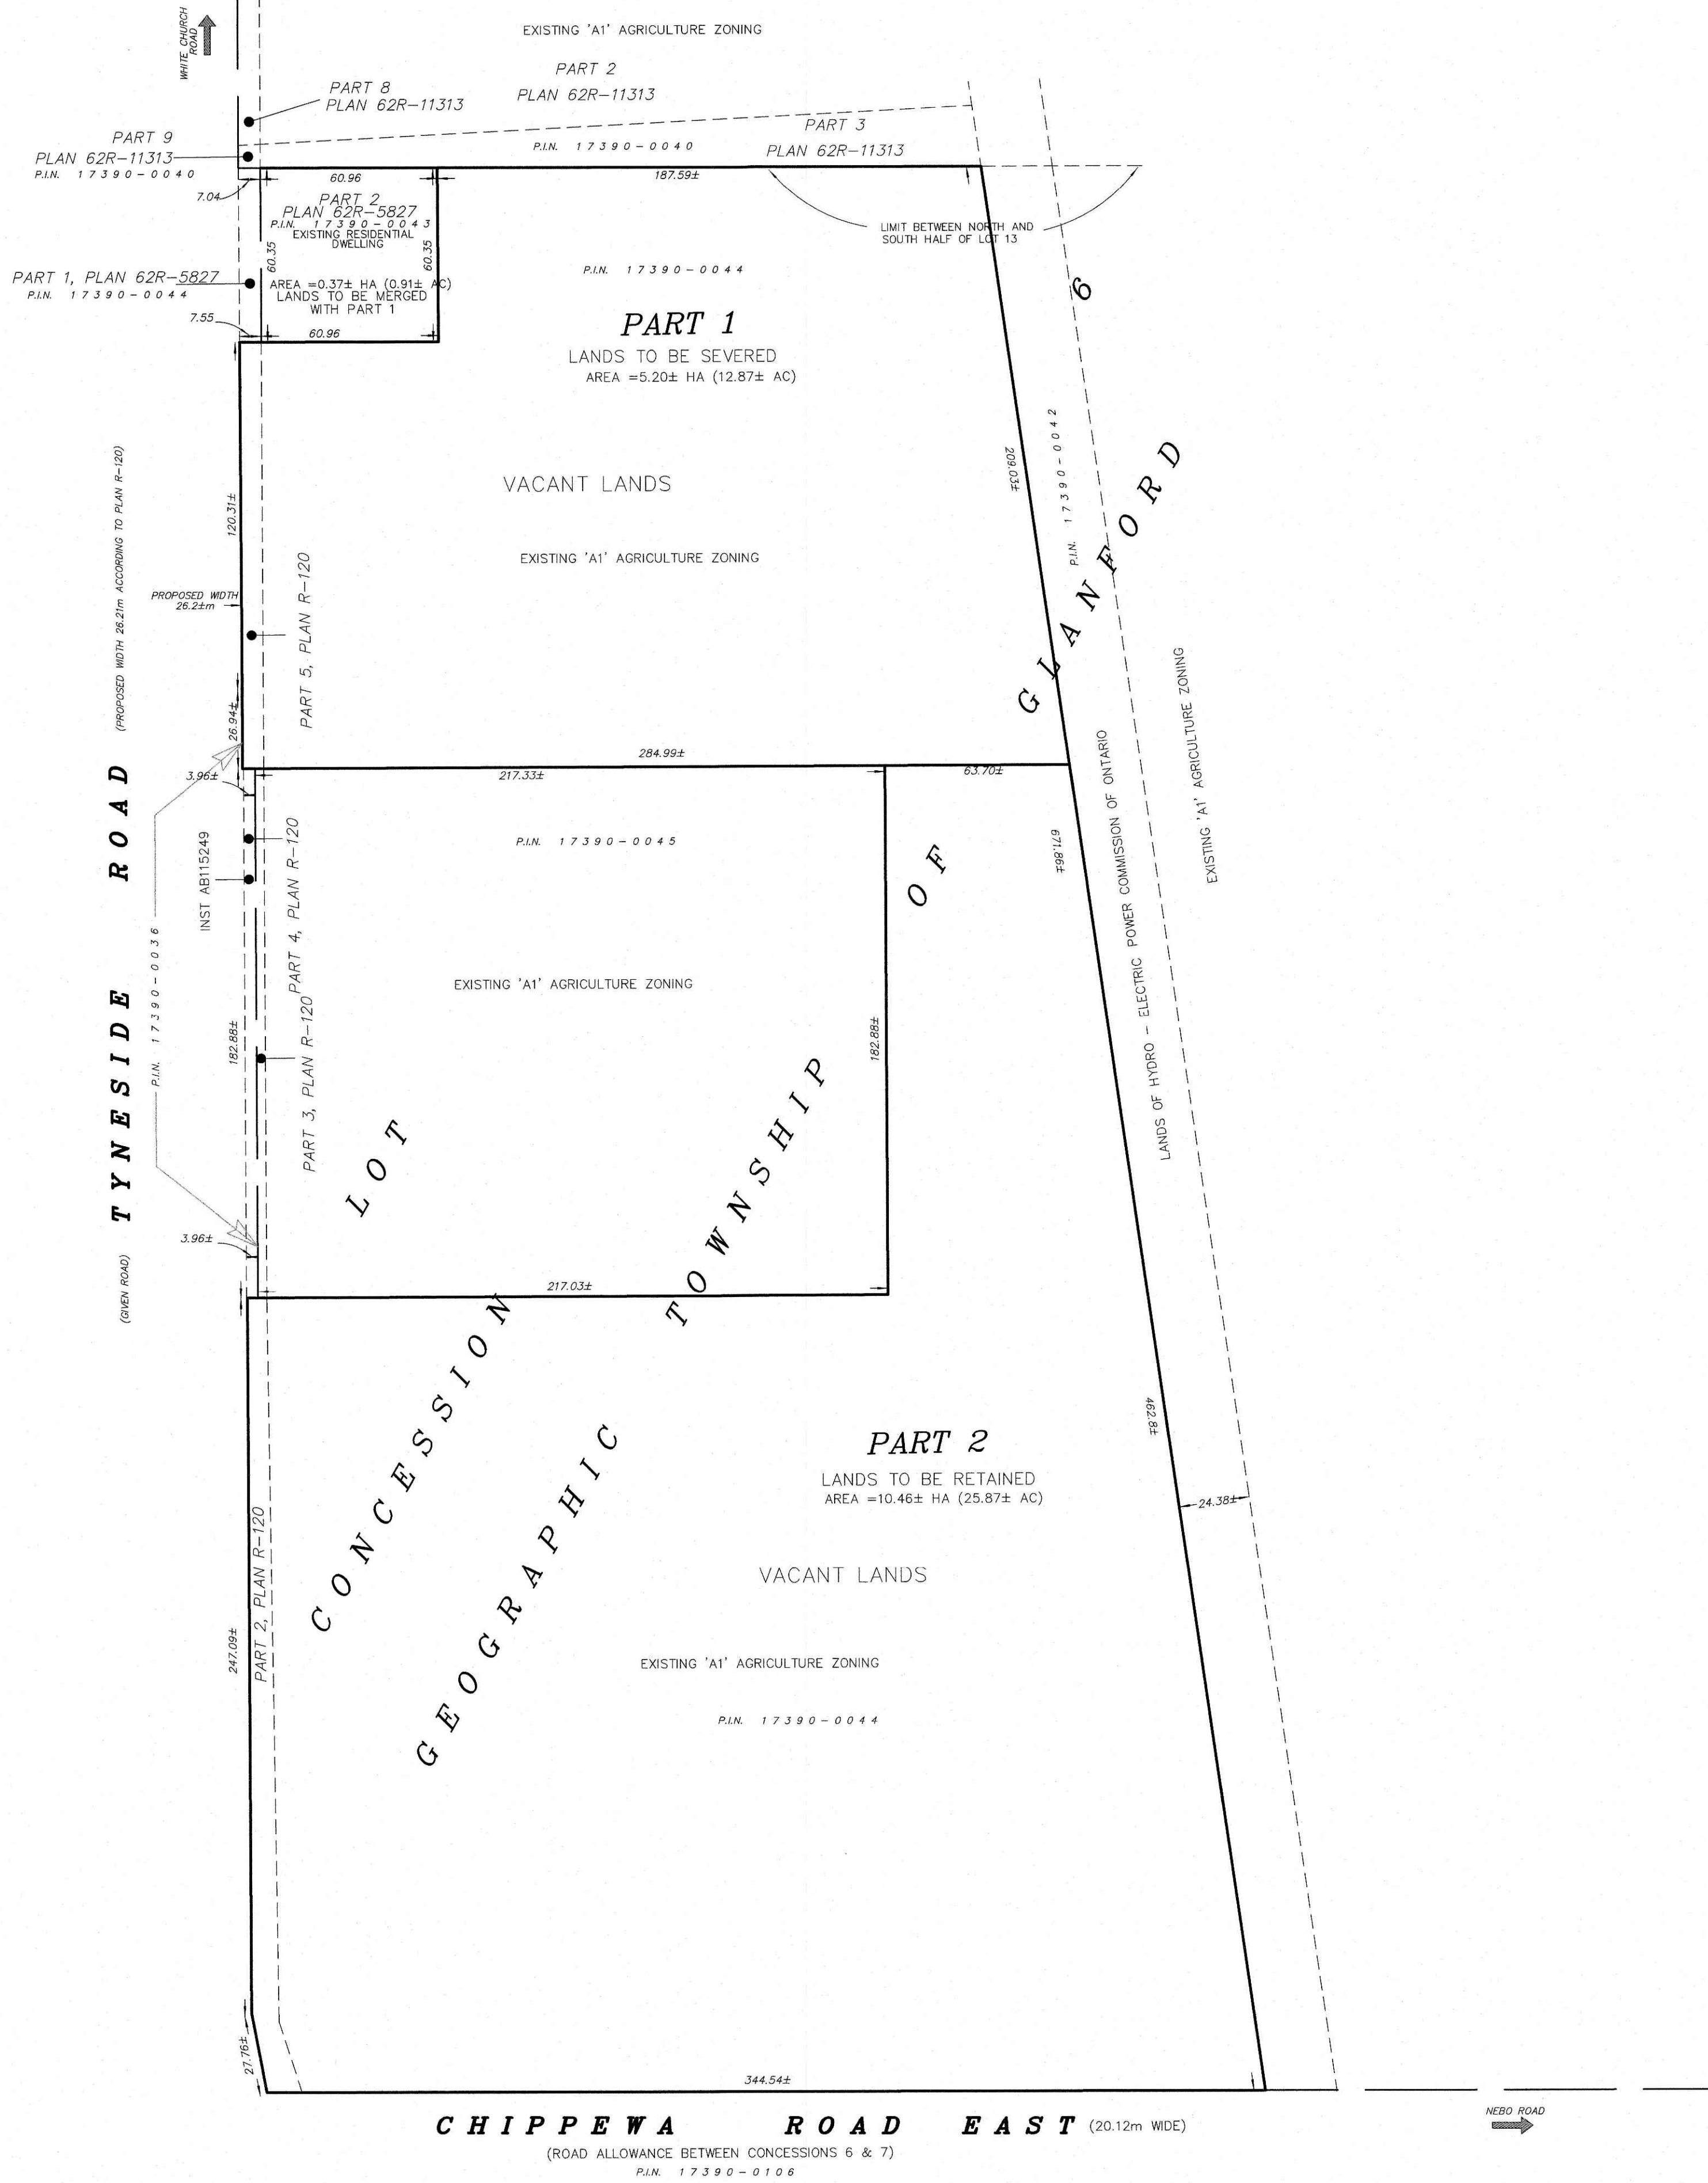 WHITE CHURCH
ROAD
EXISTING 'A1' AGRICULTURE ZONING
PART 8
PLAN 62R-11313
PART 2
PLAN 62R-11313
PART 9
PLAN 62R-11313
P.I.N. 17390-0040
P.I.N. 17390-0040
PART 3
PLAN 62R-11313
7.04
60.96
187.59±
PART 2
PLAN 62R-5827
P.I.N. 17390-0043
EXISTING RESIDENTIAL
DWELLING
60.35
60.35
AREA =0.37± HA (0.91± AC)
LANDS TO BE MERGED
WITH PART 1
PART 1, PLAN 62R-5827
P.I.N. 17390-0044
7.55
60.96
LIMIT BETWEEN NORTH AND
SOUTH HALF OF LOT 13
P.I.N. 17390-0044
PART 1
LANDS TO BE SEVERED
AREA =5.20± HA (12.87± AC)
6
VACANT LANDS
EXISTING 'A1' AGRICULTURE ZONING
209.03±
P.I.N. 17390-0042
GLANFORD
120.31±
PROPOSED WIDTH
26.2±m
(PROPOSED WIDTH 26.21m ACCORDING TO PLAN R-120)
PART 5, PLAN R-120
26.94±
284.99±
3.96±
217.33±
63.70±
TYNESIDE ROAD
(GIVEN ROAD)
P.I.N. 17390-0036
INST AB115249
PART 4, PLAN R-120
PART 3, PLAN R-120
P.I.N. 17390-0045
OF
671.86±
LANDS OF HYDRO - ELECTRIC POWER COMMISSION OF ONTARIO
EXISTING 'A1' AGRICULTURE ZONING
EXISTING 'A1' AGRICULTURE ZONING
182.88±
182.88±
LOT
TOWNSHIP
3.96±
217.03±
CONCESSION
GEOGRAPHIC
PART 2
LANDS TO BE RETAINED
AREA =10.46± HA (25.87± AC)
462.8±
24.38±
VACANT LANDS
PART 2, PLAN R-120
247.09±
EXISTING 'A1' AGRICULTURE ZONING
P.I.N. 17390-0044
27.76±
344.54±
CHIPPEWA ROAD EAST (20.12m WIDE)
(ROAD ALLOWANCE BETWEEN CONCESSIONS 6 & 7)
P.I.N. 17390-0106
NEBO ROAD